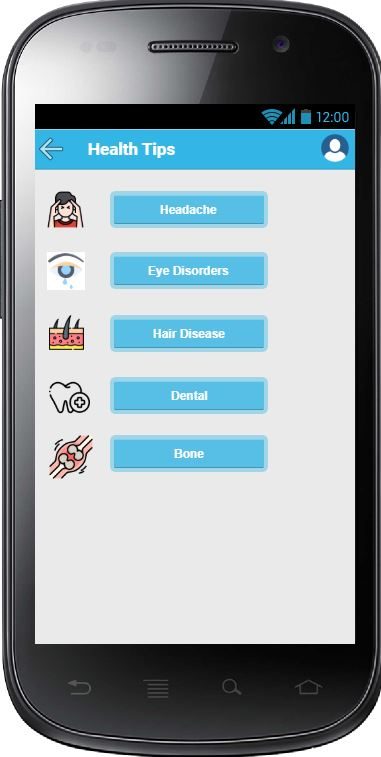 12:00
Health Tips
Headache
Eye Disorders
Hair Disease
Dental
Bone